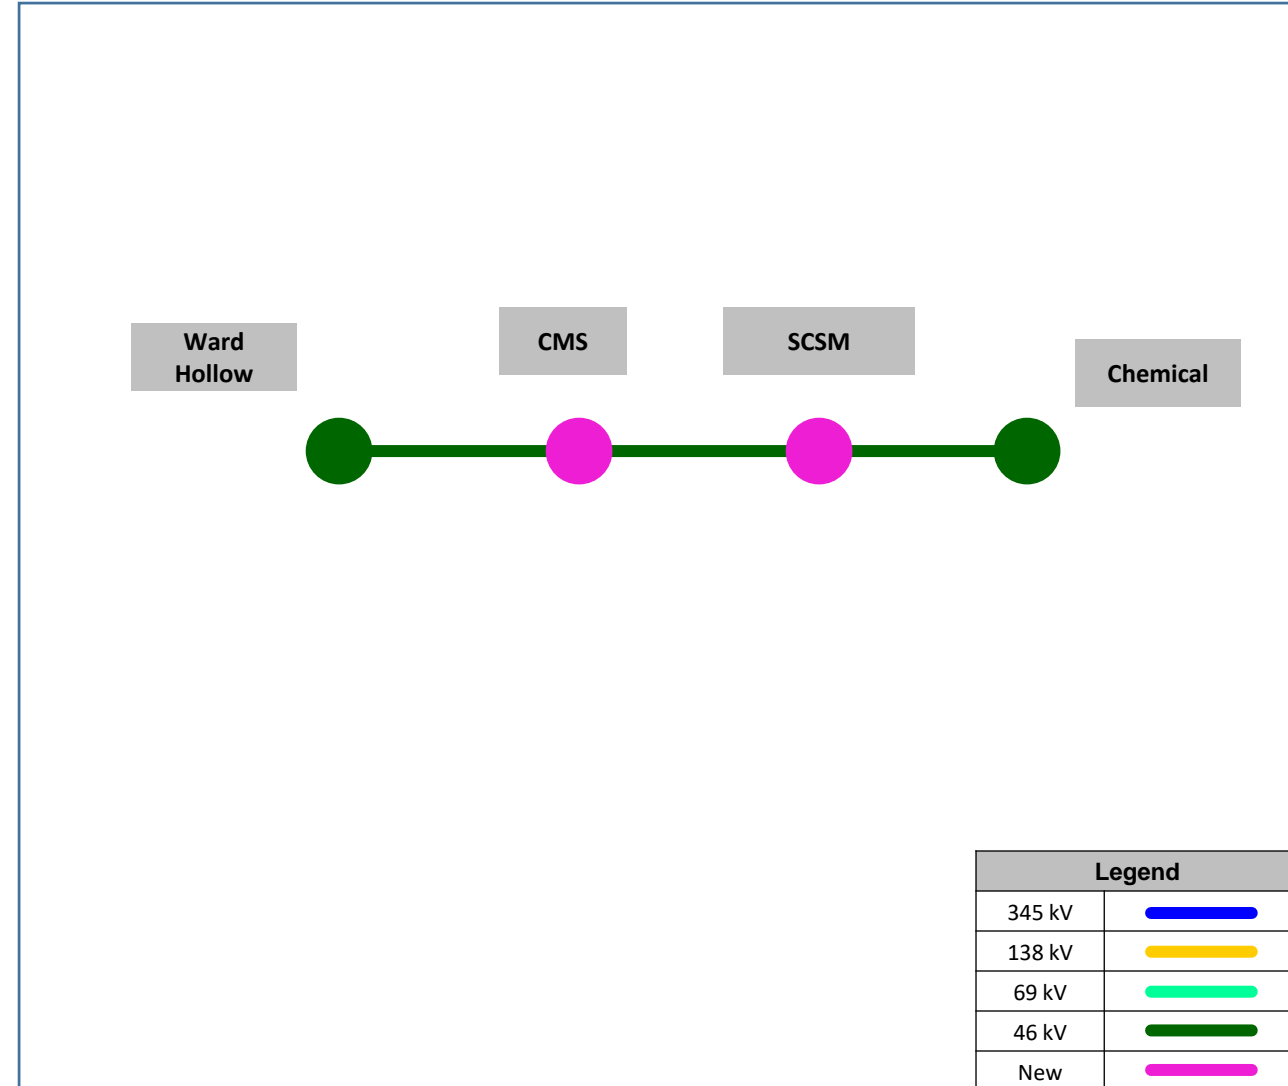 Ward
Hollow
CMS
SCSM
Chemical
Legend
345 kV
138 kV
69 kV
46 kV
New